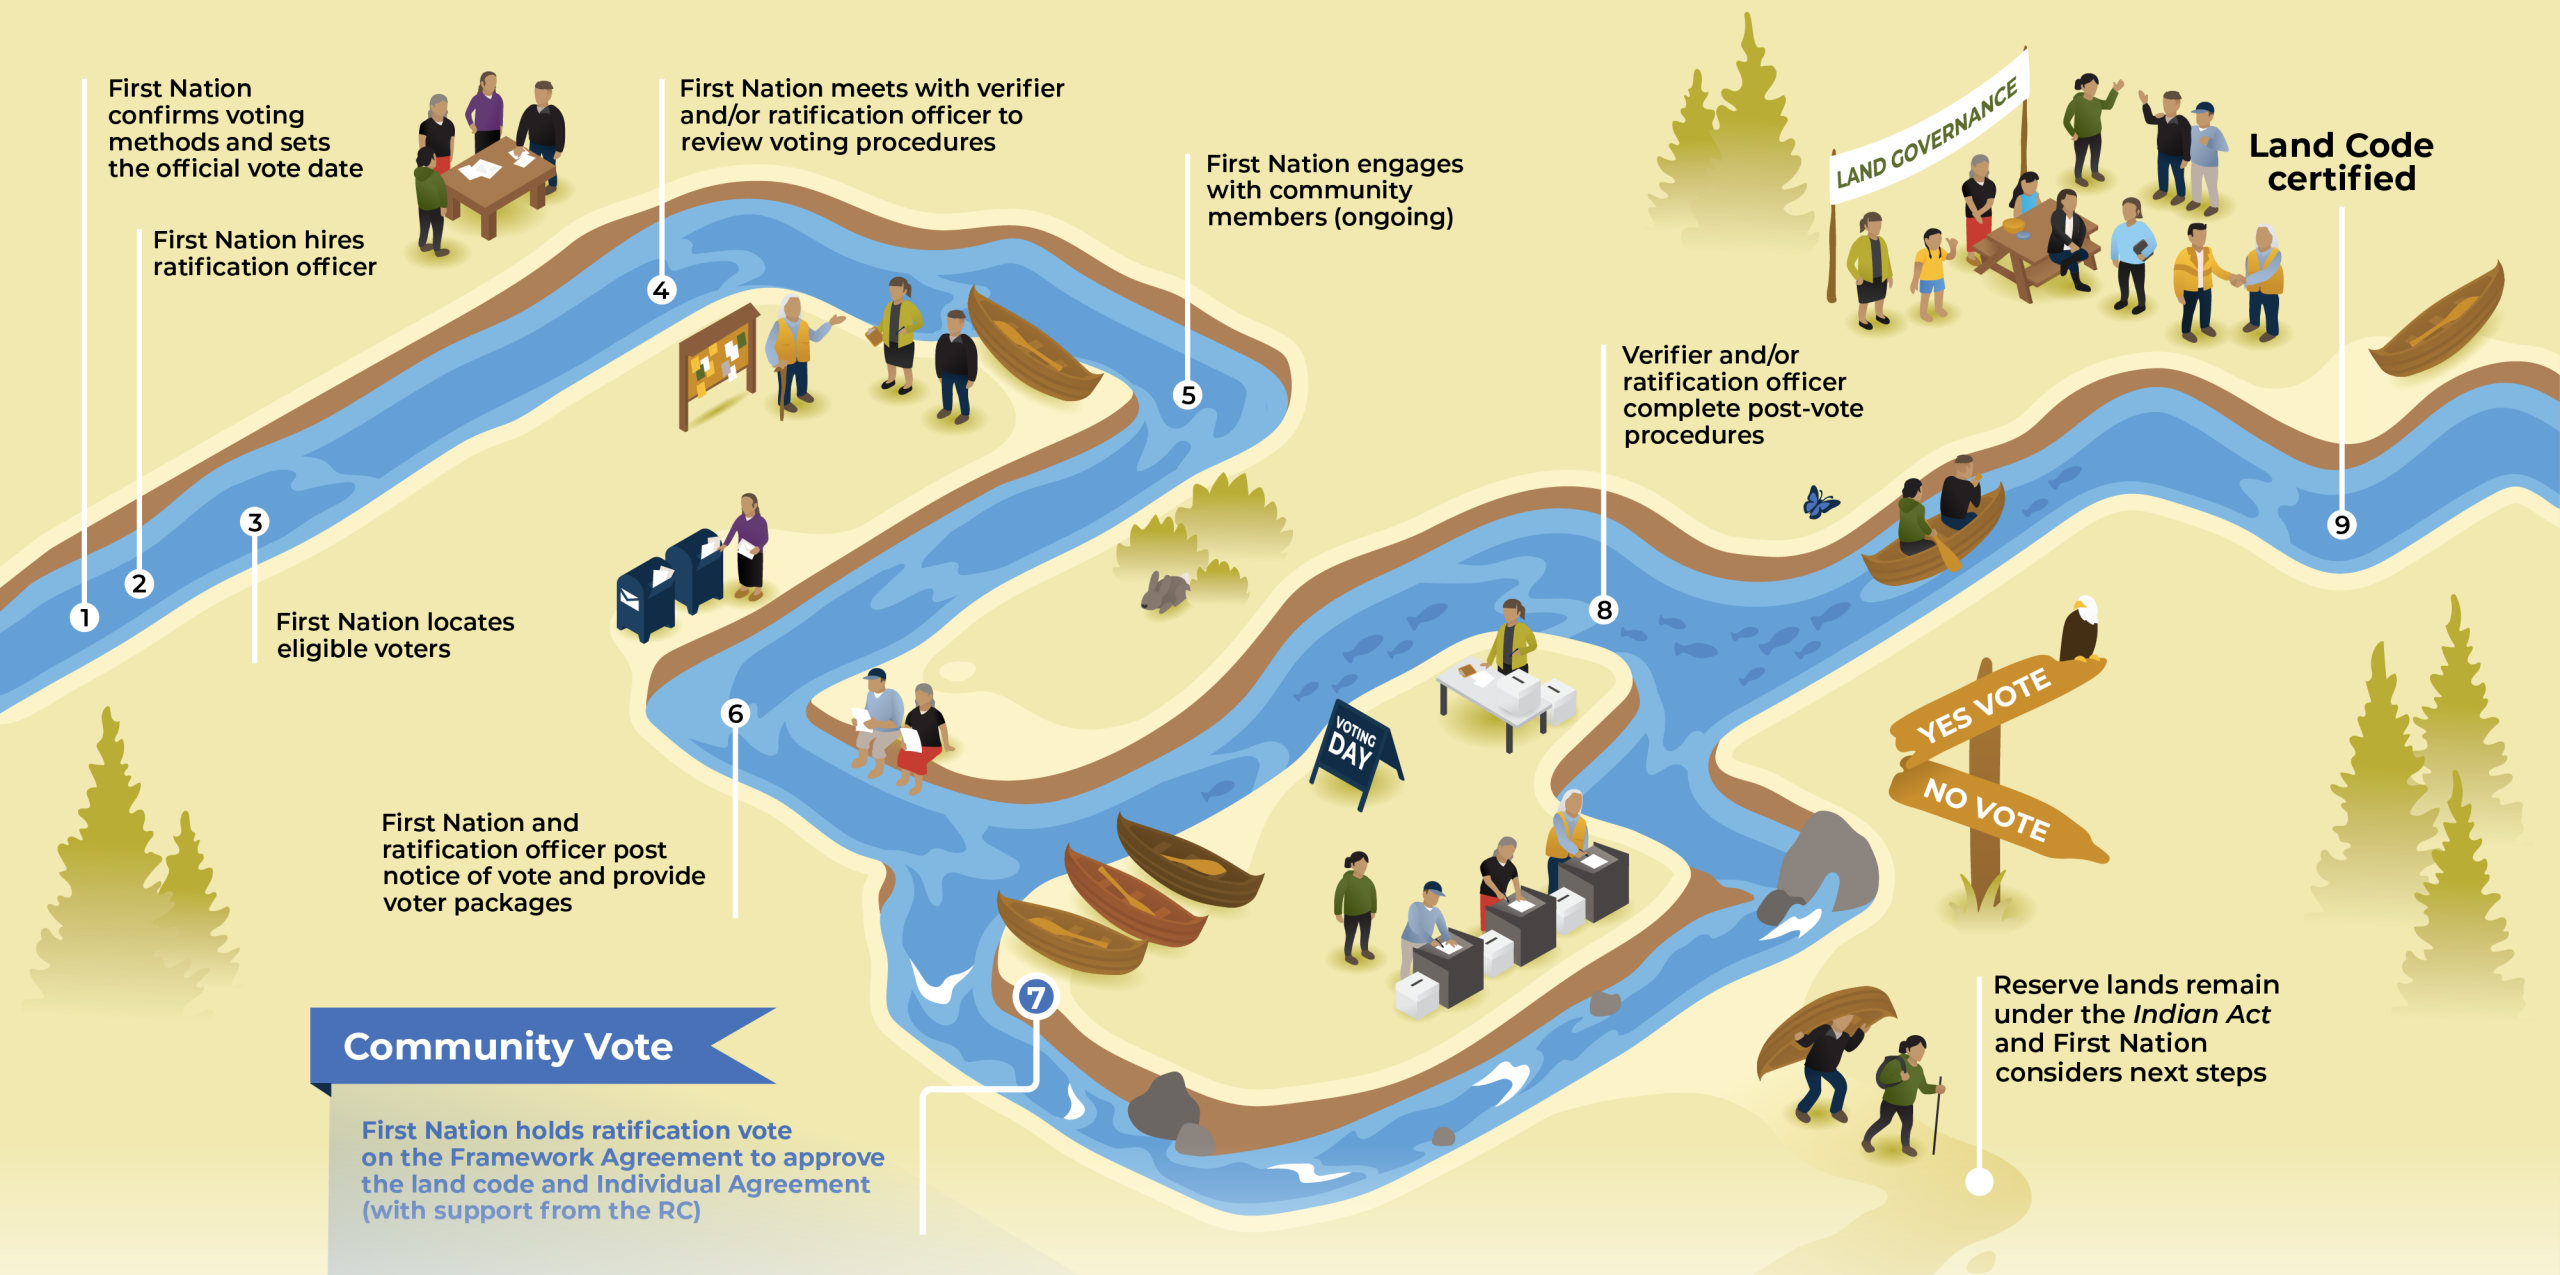 First Nation
confirms voting
methods and sets
the official vote date
1
First Nation hires
ratification officer
2
3
First Nation locates
eligible voters
First Nation meets with verifier
and/or ratification officer to
review voting procedures
4
First Nation engages
with community
members (ongoing)
5
First Nation and
ratification officer post
notice of vote and provide
voter packages
6
Community Vote
First Nation holds ratification vote
on the Framework Agreement to approve
the land code and Individual Agreement
(with support from the RC)
7
VOTING
DAY
Verifier and/or
ratification officer
complete post-vote
procedures
8
YES VOTE
NO VOTE
Reserve lands remain
under the Indian Act
and First Nation
considers next steps
LAND GOVERNANCE
Land Code
certified
9